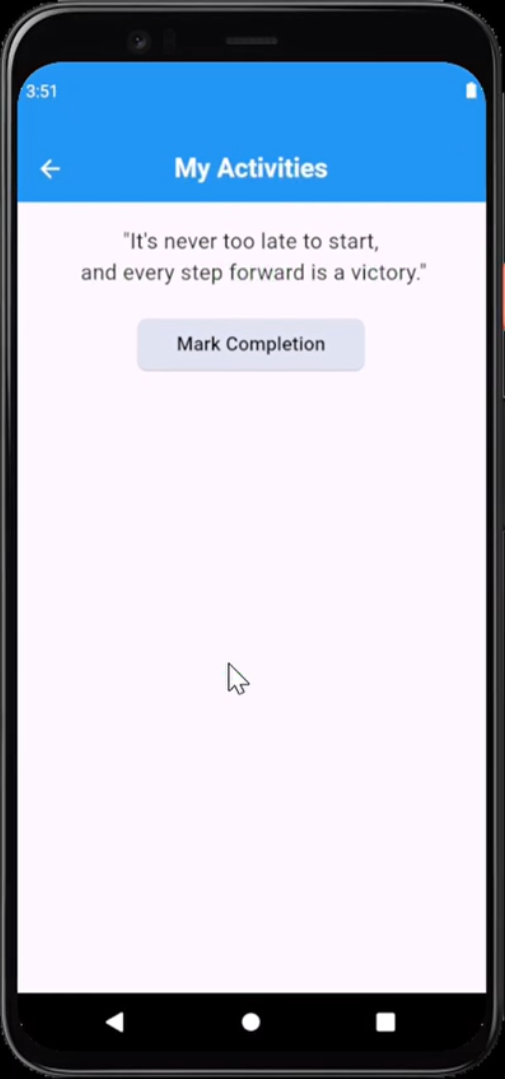 3:51
My Activities
"It's never too late to start,
and every step forward is a victory."
Mark Completion